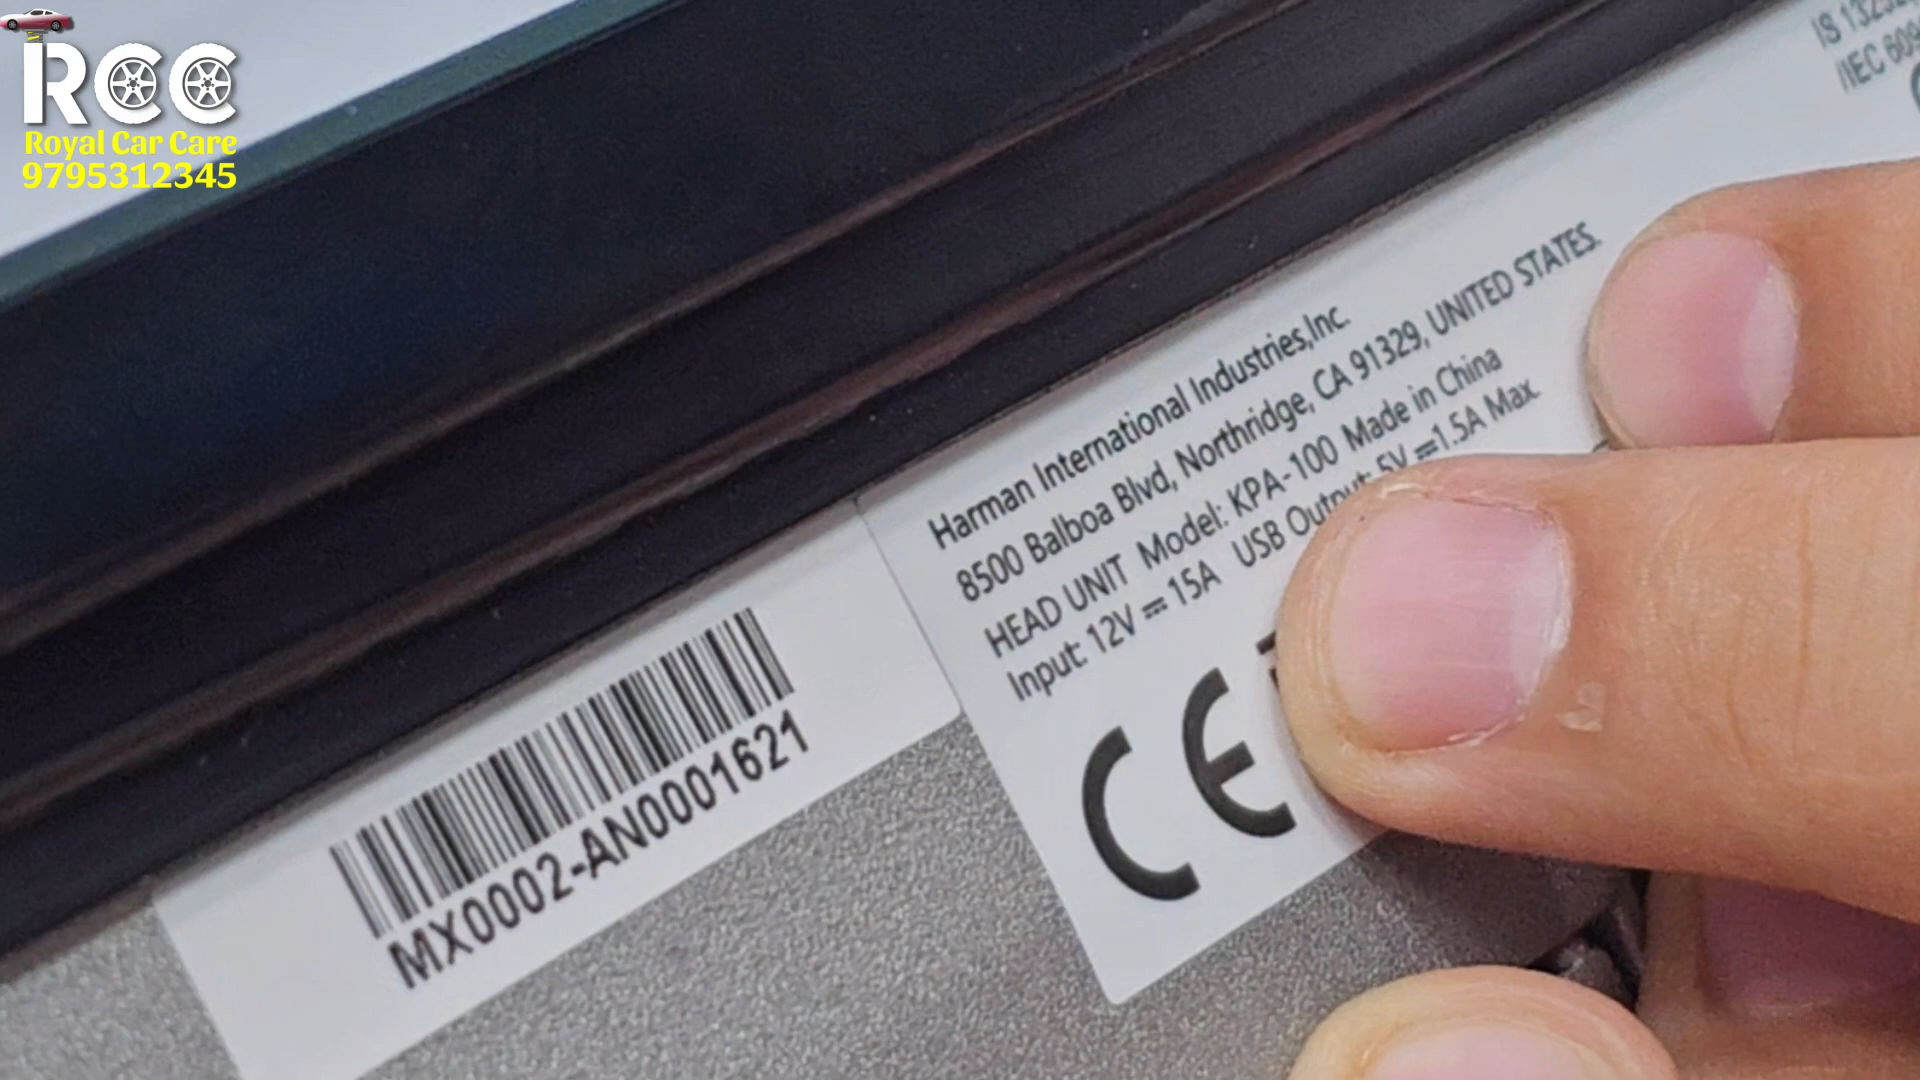 RCC
Royal Car Care
9795312345
Harman International Industries,Inc.
8500 Balboa Blvd, Northridge, CA 91329, UNITED STATES.
HEAD UNIT Model: KPA-100 Made in China
Input: 12V ⎓ 15A USB Output: 5V ⎓1.5A Max.
CE
MX0002-AN0001621
IS
IEC